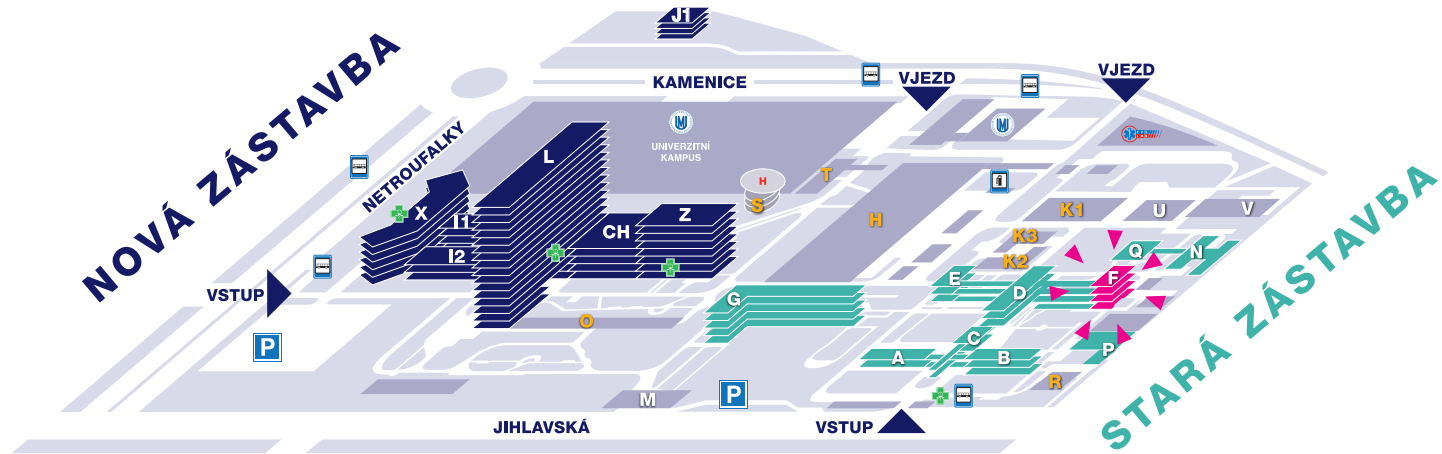 J1
NOVÁ ZÁSTAVBA
KAMENICE
VJEZD
VJEZD
NETROUFALKY
L
UNIVERZITNÍ
KAMPUS
H
T
S
X
I1
I2
CH
Z
H
K1
U
V
K3
K2
Q
N
E
D
F
VSTUP
G
O
P
C
A
B
P
R
M
P
JIHLAVSKÁ
VSTUP
STARÁ ZÁSTAVBA